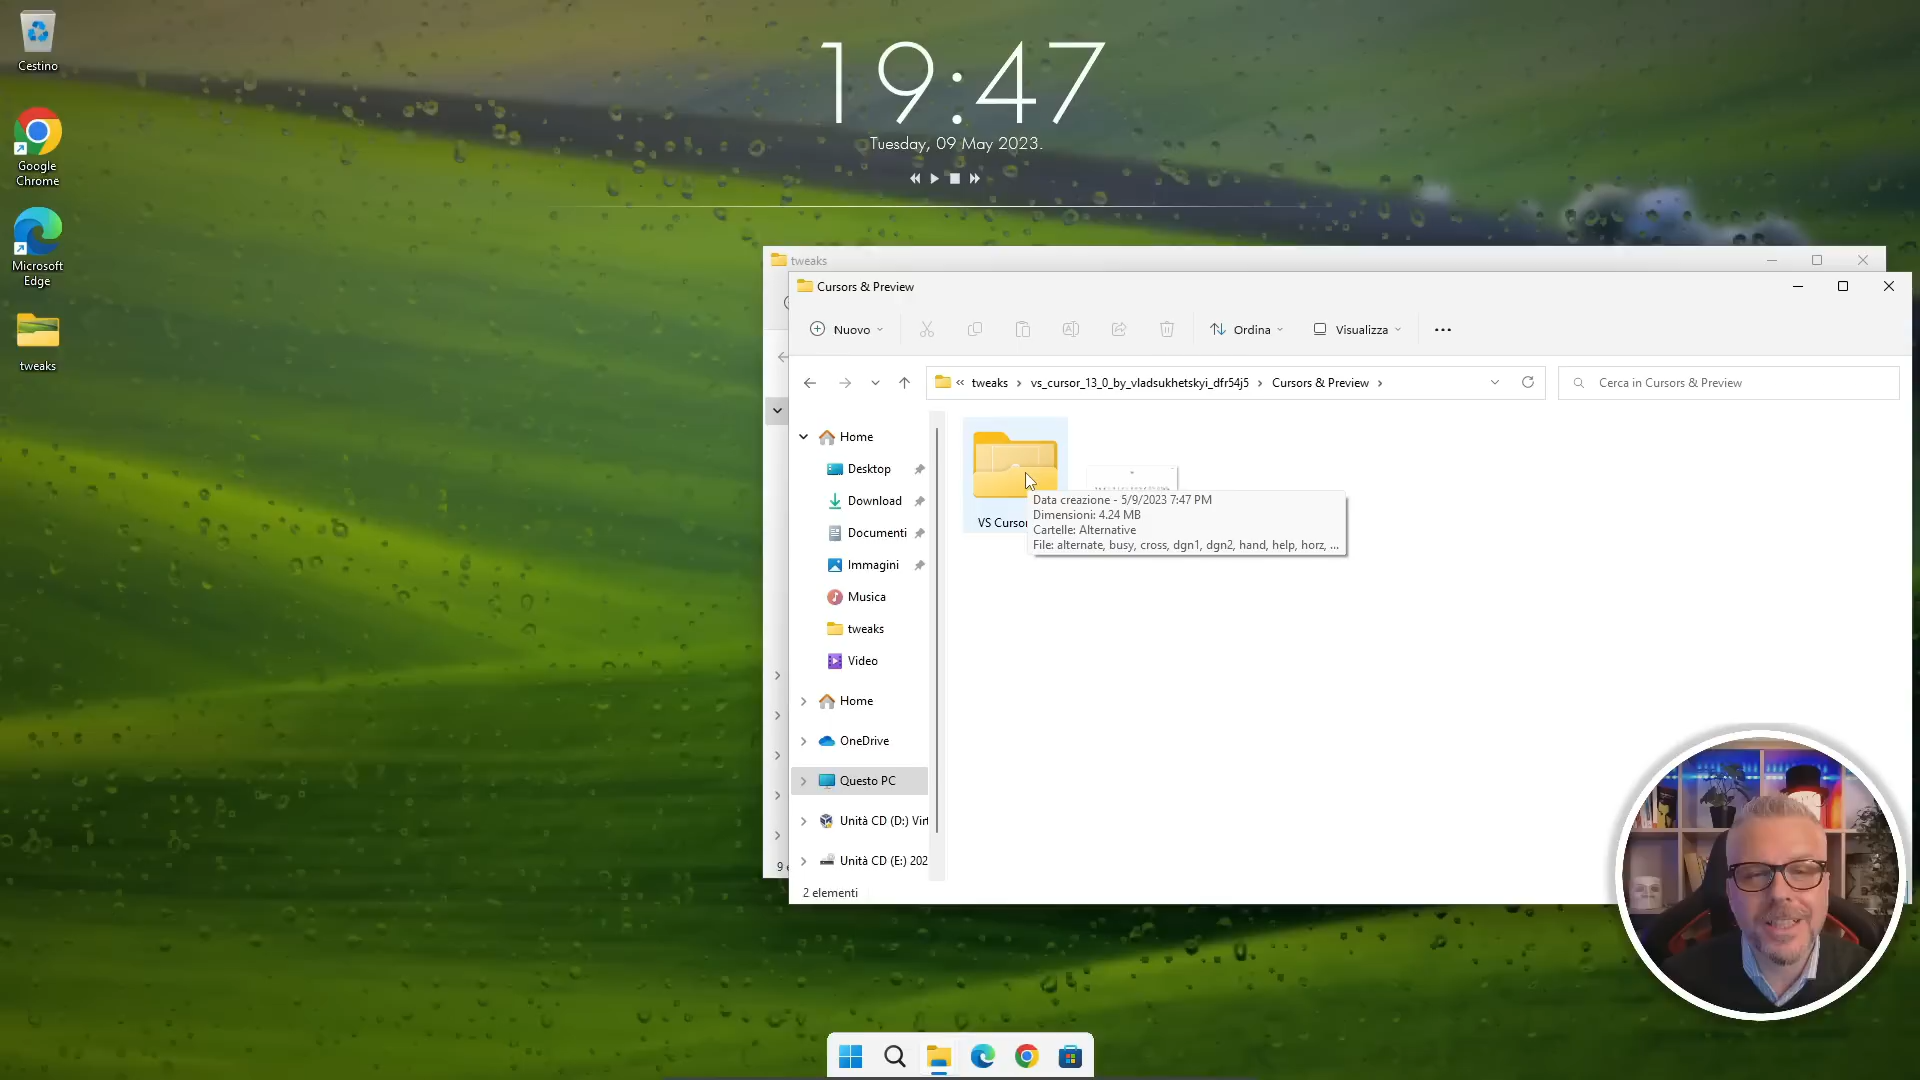 19:47
Tuesday, 09 May 2023.
Cestino
Google
Chrome
Microsoft
Edge
tweaks
tweaks
Cursors & Preview
Nuovo
Ordina
Visualizza
tweaks
vs_cursor_13_0_by_vladsukhetskyi_dfr54j5
Cursors & Preview
Cerca in Cursors & Preview
Home
Desktop
Download
Documenti
Immagini
Musica
tweaks
Video
Home
OneDrive
Questo PC
Unità CD (D:) Virt
Unità CD (E:) 202
VS Cursor
Data creazione - 5/9/2023 7:47 PM
Dimensioni: 4.24 MB
Cartelle: Alternative
File: alternate, busy, cross, dgn1, dgn2, hand, help, horz, ...
9 e
2 elementi